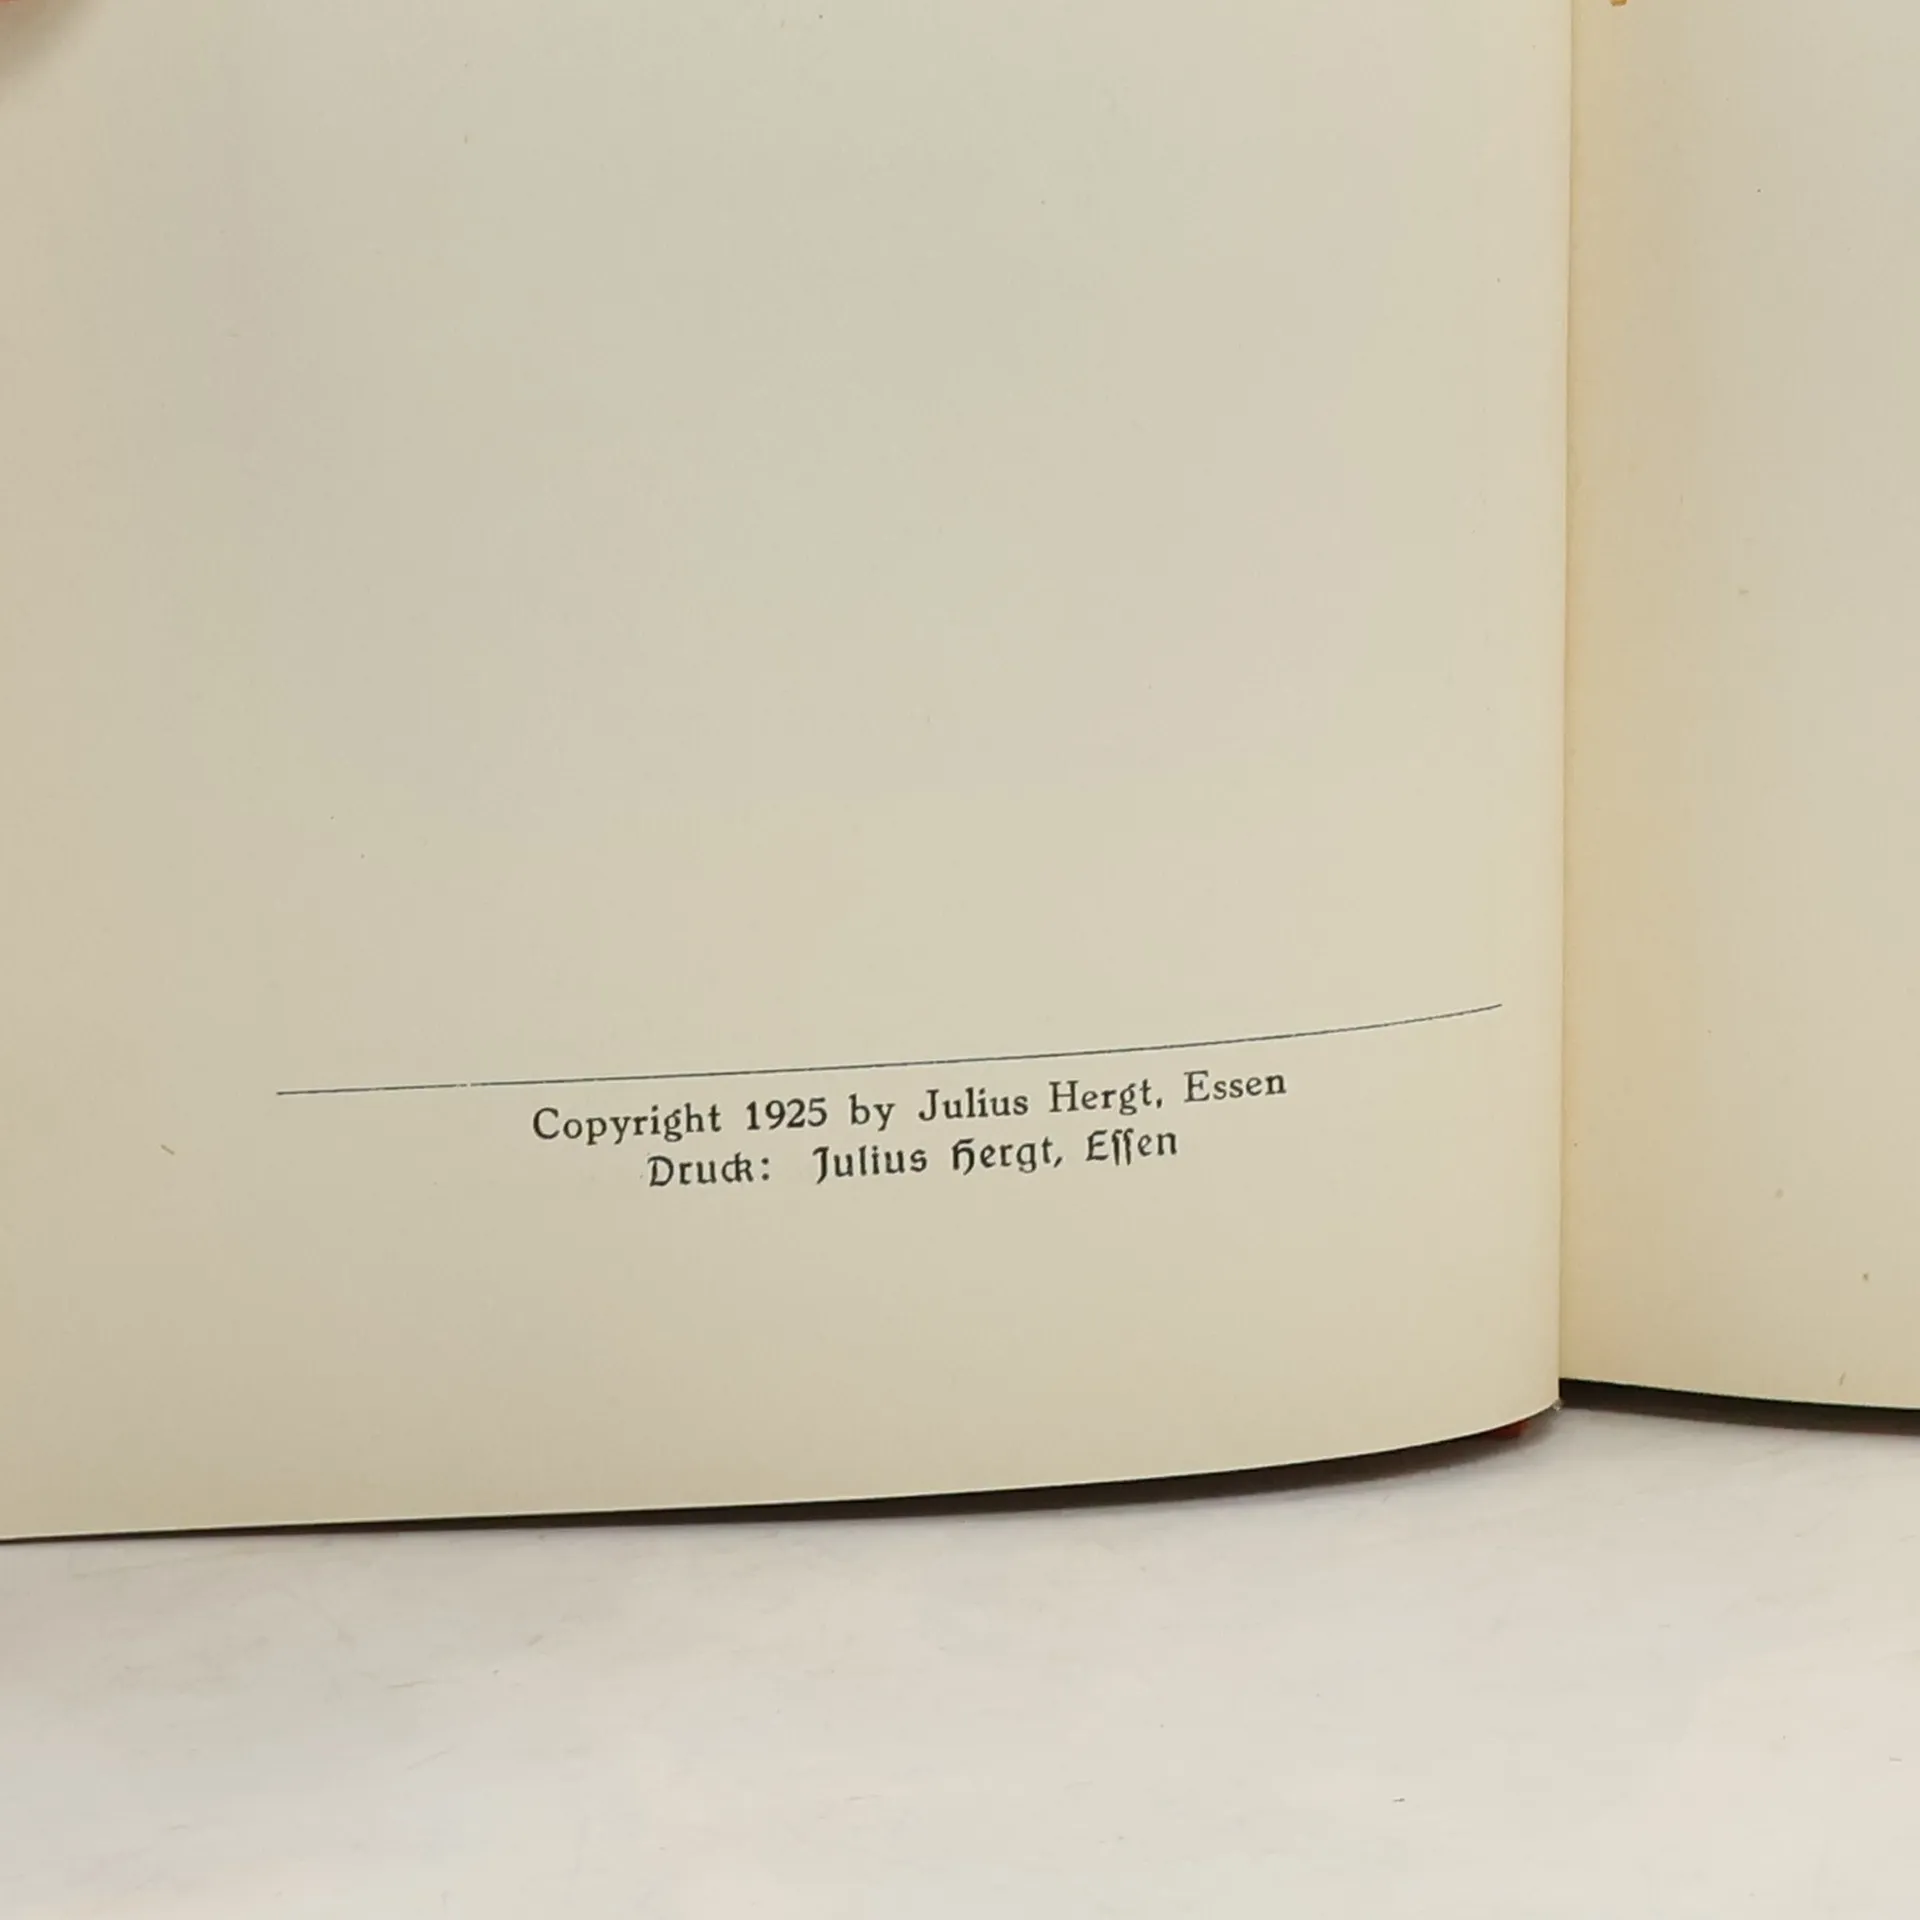 Copyright 1925 by Julius Hergt, Essen
Druck: Julius Hergt, Eſſen